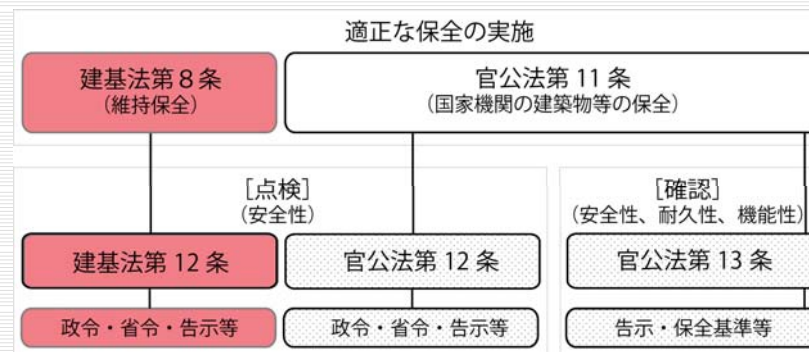 適正な保全の実施
建基法第8条
（維持保全）
官公法第11条
（国家機関の建築物等の保全）
［点検］
（安全性）
［確認］
（安全性、耐久性、機能性）
建基法第12条
官公法第12条
官公法第13条
政令・省令・告示等
政令・省令・告示等
告示・保全基準等